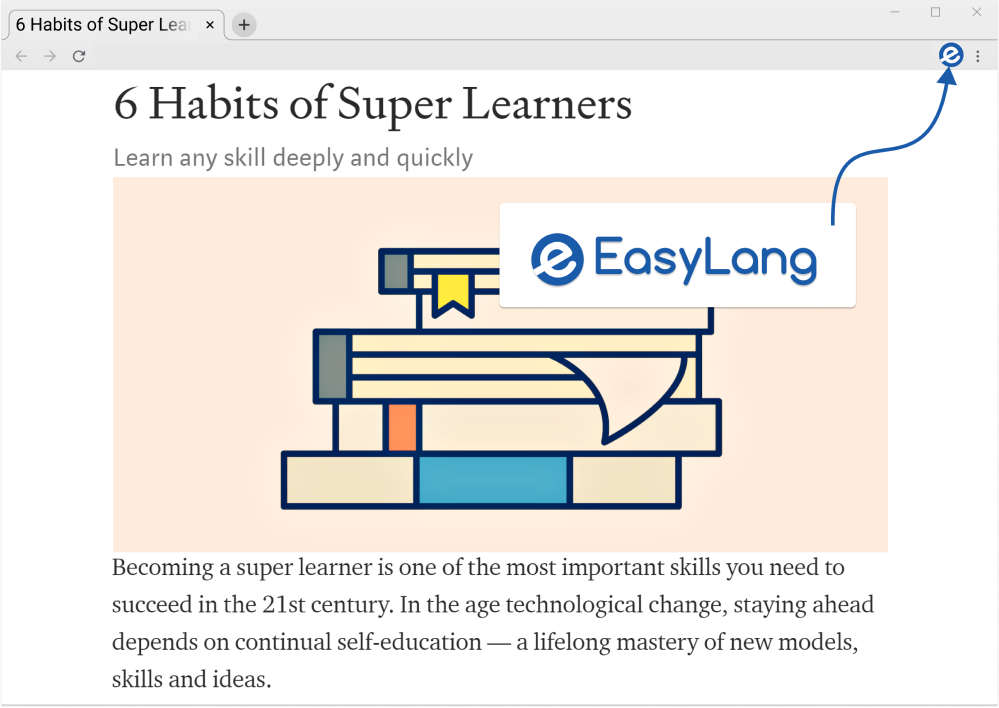 6 Habits of Super Lear
6 Habits of Super Learners
Learn any skill deeply and quickly
EasyLang
Becoming a super learner is one of the most important skills you need to
succeed in the 21st century. In the age technological change, staying ahead
depends on continual self-education — a lifelong mastery of new models,
skills and ideas.